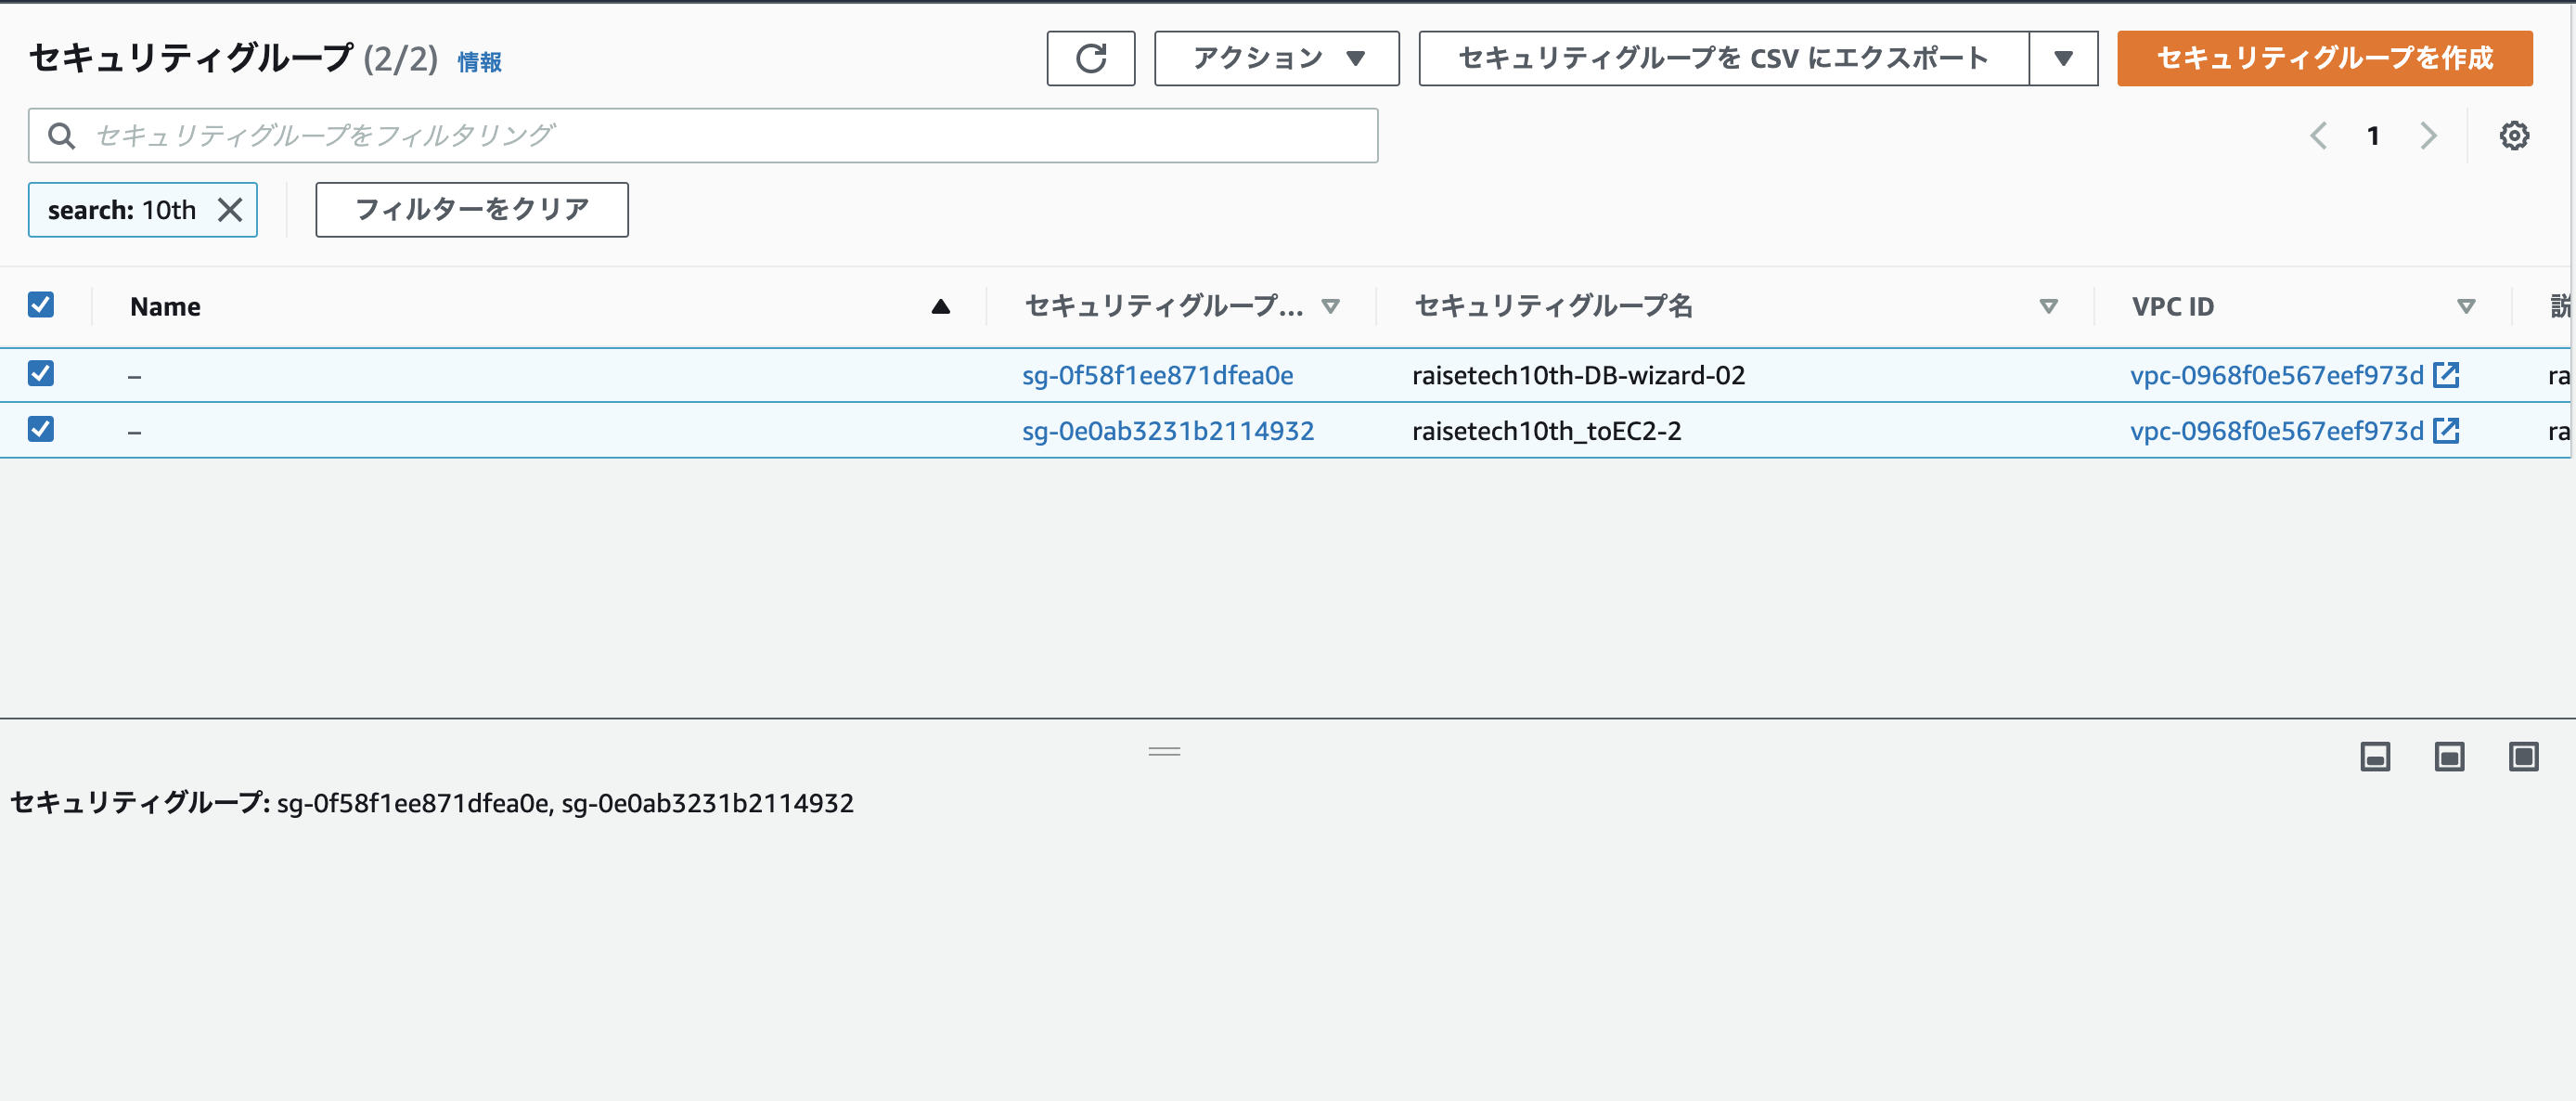 セキュリティグループ (2/2) 情報
アクション
セキュリティグループを CSV にエクスポート
セキュリティグループを作成
セキュリティグループをフィルタリング
1
search: 10th
フィルターをクリア
Name セキュリティグループ... セキュリティグループ名 VPC ID 説
– sg-0f58f1ee871dfea0e raisetech10th-DB-wizard-02 vpc-0968f0e567eef973d ra
– sg-0e0ab3231b2114932 raisetech10th_toEC2-2 vpc-0968f0e567eef973d ra
セキュリティグループ: sg-0f58f1ee871dfea0e, sg-0e0ab3231b2114932